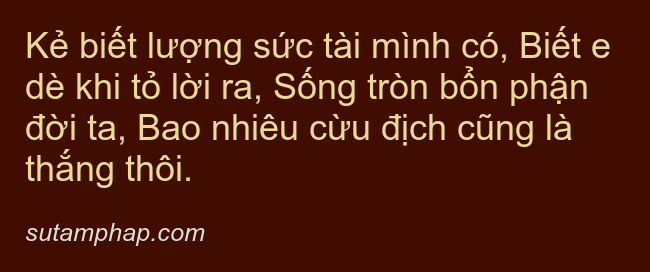 Kẻ biết lượng sức tài mình có, Biết e
dè khi tỏ lời ra, Sống tròn bổn phận
đời ta, Bao nhiêu cừu địch cũng là
thắng thôi.
sutamphap.com